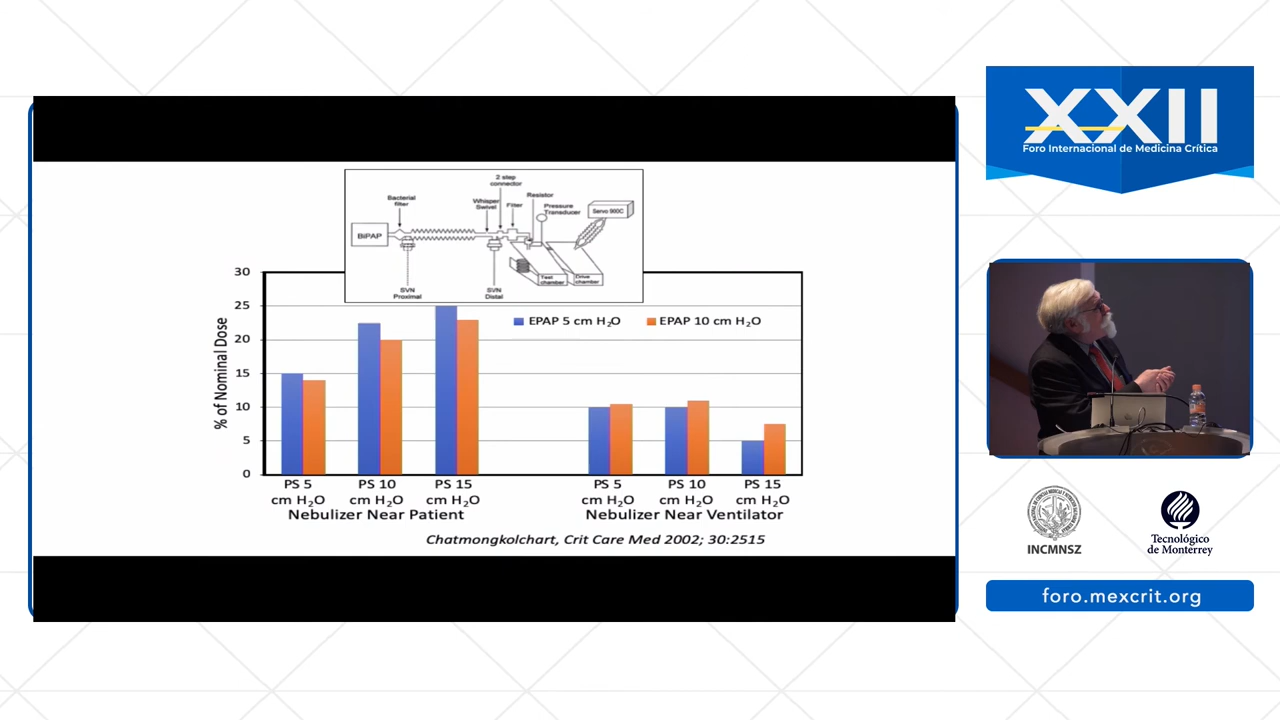 XXII
Foro Internacional de Medicina Crítica
2 step
connector
Bacterial
filter
Whisper
Swivel
Filter
Resistor
Pressure
Transducer
Servo 900C
BiPAP
Test
chamber
Drive
chamber
SVN
Proximal
SVN
Distal
% of Nominal Dose
30
25
20
15
10
5
0
EPAP 5 cm H₂O
EPAP 10 cm H₂O
PS 5
cm H₂O
PS 10
cm H₂O
PS 15
cm H₂O
PS 5
cm H₂O
PS 10
cm H₂O
PS 15
cm H₂O
Nebulizer Near Patient
Nebulizer Near Ventilator
Chatmongkolchart, Crit Care Med 2002; 30:2515
INCMNSZ
Tecnológico
de Monterrey
foro.mexcrit.org